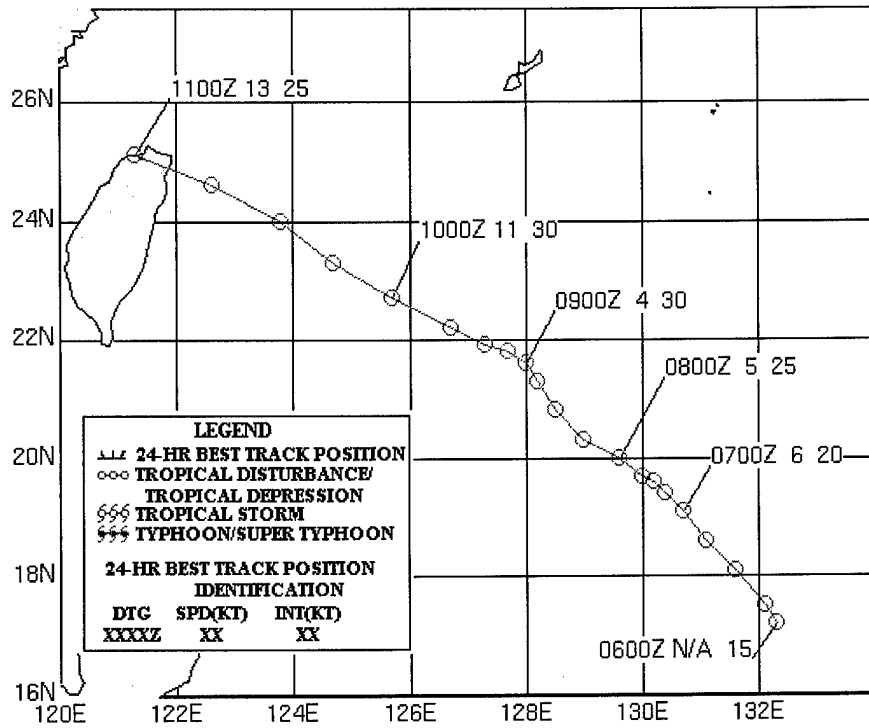 1100Z 13 25
26N
24N
1000Z 11 30
0900Z 4 30
22N
0800Z 5 25
LEGEND
24-HR BEST TRACK POSITION
20N
0700Z 6 20
TROPICAL DISTURBANCE/
TROPICAL DEPRESSION
TROPICAL STORM
TYPHOON/SUPER TYPHOON
24-HR BEST TRACK POSITION
IDENTIFICATION
18N
DTG SPD(KT) INT(KT)
XXXXZ XX XX
0600Z N/A 15
16N
120E 122E 124E 126E 128E 130E 132E